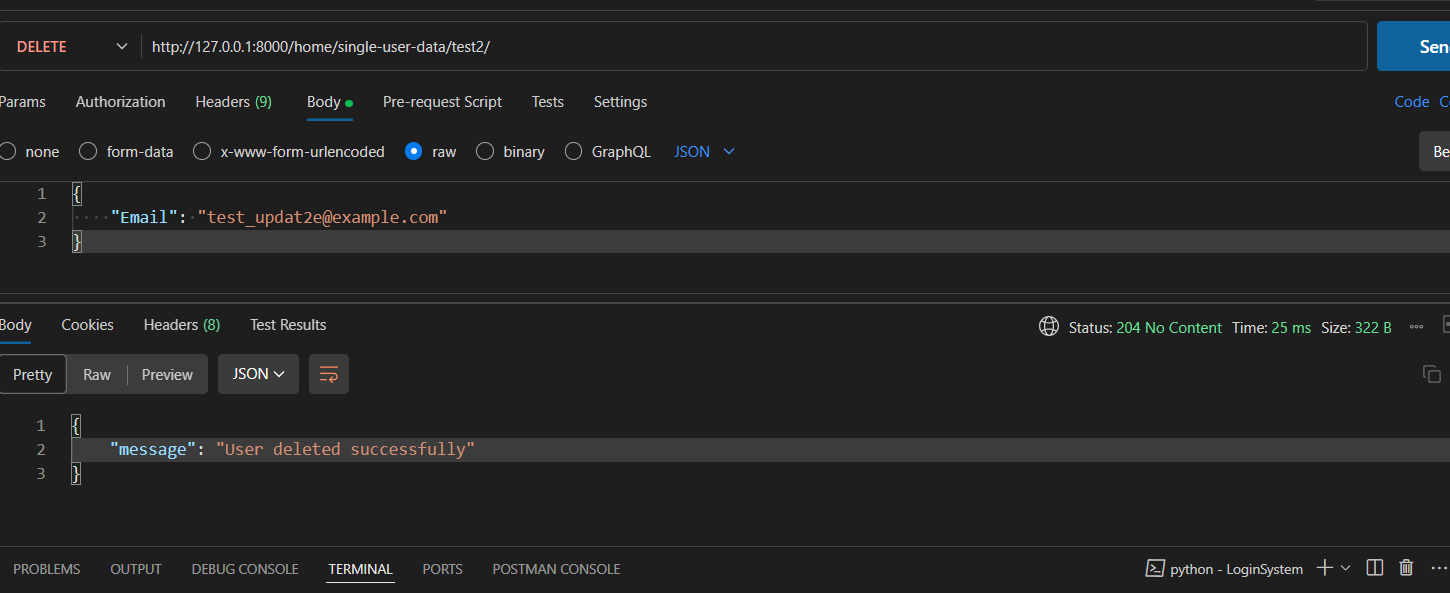 DELETE http://127.0.0.1:8000/home/single-user-data/test2/
Params Authorization Headers (9) Body Pre-request Script Tests Settings Code
none form-data x-www-form-urlencoded raw binary GraphQL JSON
1 {
2 ····"Email":·"test_updat2e@example.com"
3 }
Body Cookies Headers (8) Test Results Status: 204 No Content Time: 25 ms Size: 322 B
Pretty Raw Preview JSON
1 {
2 "message": "User deleted successfully"
3 }
PROBLEMS OUTPUT DEBUG CONSOLE TERMINAL PORTS POSTMAN CONSOLE python - LoginSystem